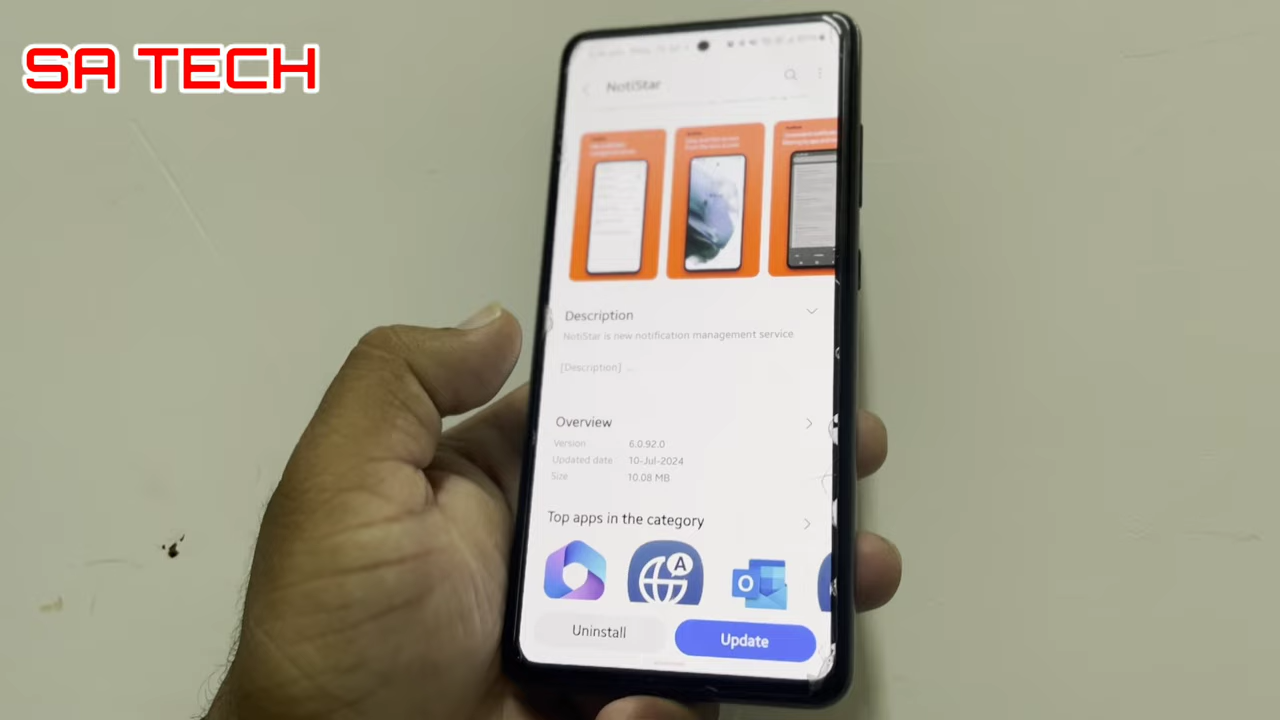 SA TECH
NotiStar
Description
NotiStar is new notification management service
[Description] ...
Overview
Version 6.0.92.0
Updated date 10-Jul-2024
Size 10.08 MB
Top apps in the category
A
O
Uninstall
Update